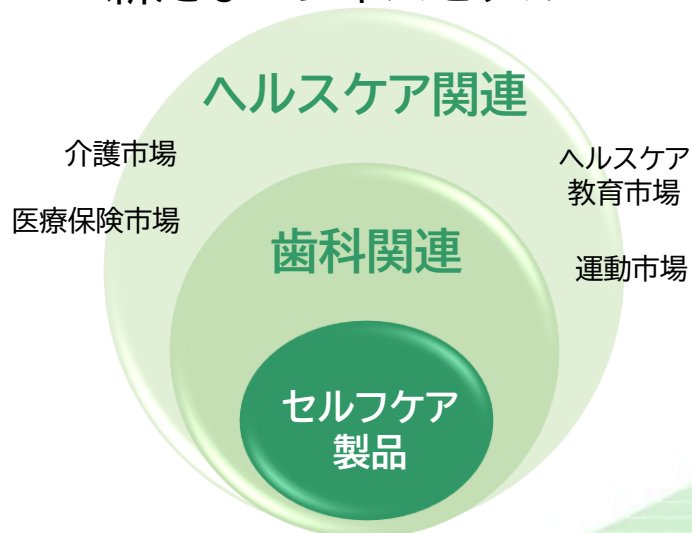 ヘルスケア関連
介護市場
ヘルスケア
教育市場
医療保険市場
歯科関連
運動市場
セルフケア
製品